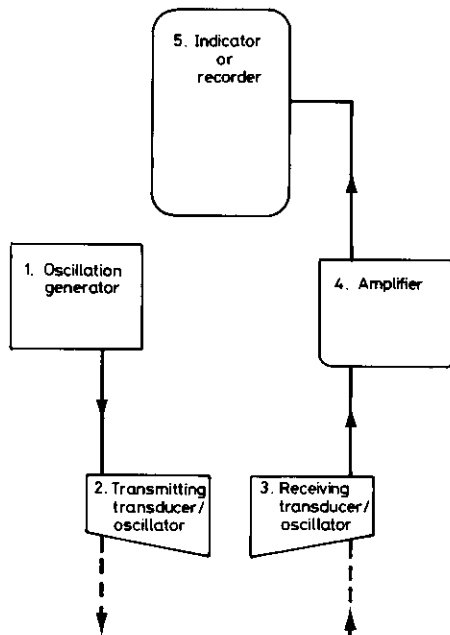 5. Indicator
or
recorder
1. Oscillation
generator
4. Amplifier
2. Transmitting
transducer/
oscillator
3. Receiving
transducer/
oscillator